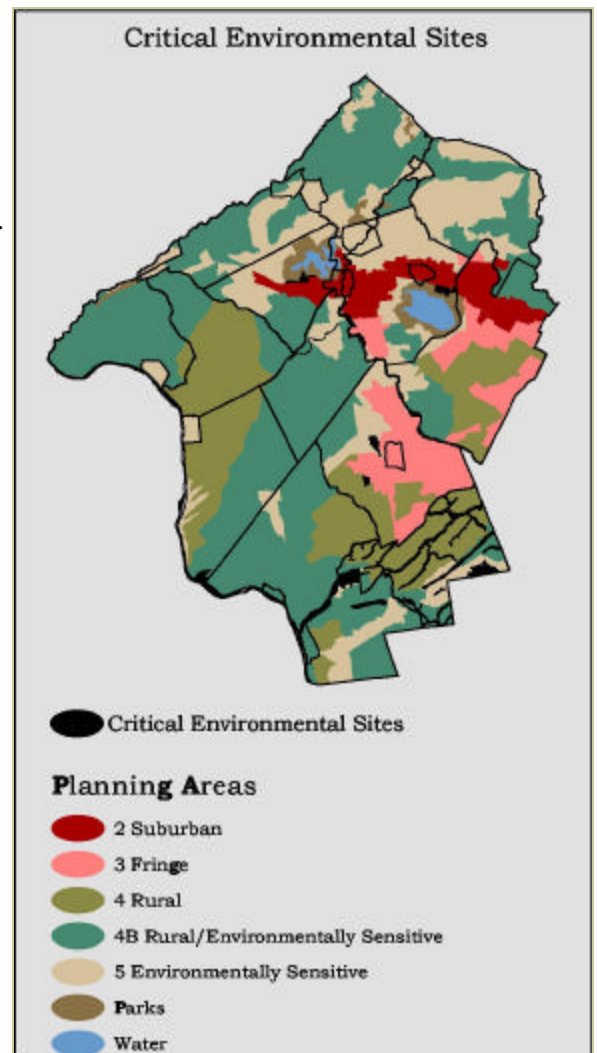 Critical Environmental Sites
Critical Environmental Sites
Planning Areas
2 Suburban
3 Fringe
4 Rural
4B Rural/Environmentally Sensitive
5 Environmentally Sensitive
Parks
Water